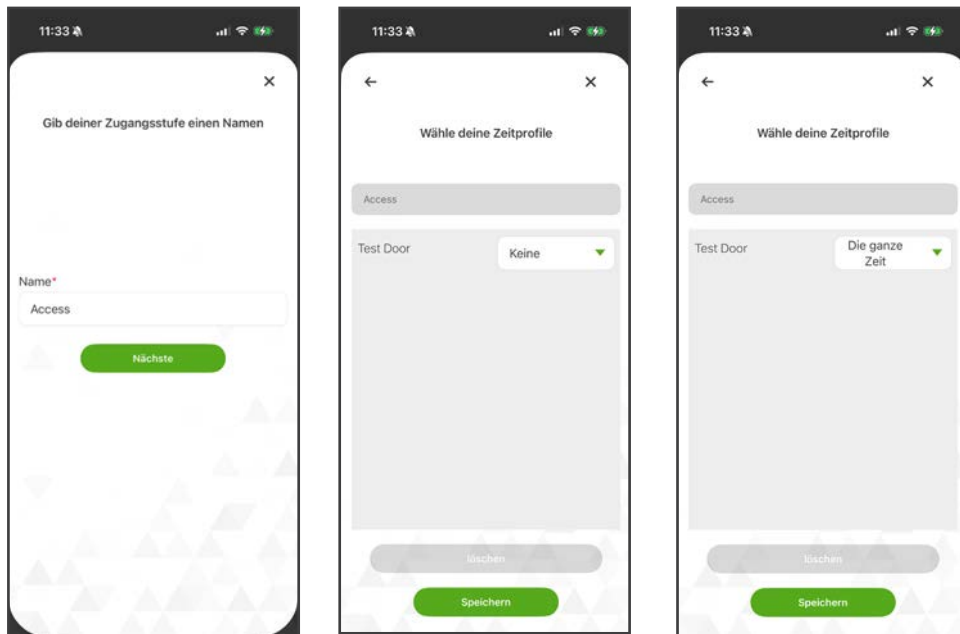 11:33
Gib deiner Zugangsstufe einen Namen
Name*
Access
Nächste
11:33
Wähle deine Zeitprofile
Access
Test Door
Keine
löschen
Speichern
11:33
Wähle deine Zeitprofile
Access
Test Door
Die ganze
Zeit
löschen
Speichern